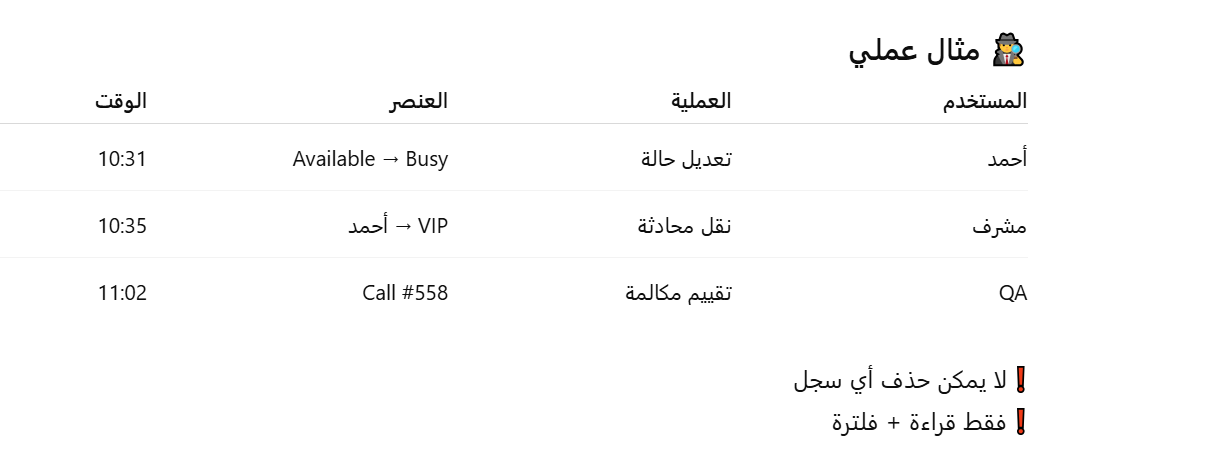 🕵️ مثال عملي
المستخدم العملية العنصر الوقت
أحمد تعديل حالة Available → Busy 10:31
مشرف نقل محادثة VIP → أحمد 10:35
QA تقييم مكالمة Call #558 11:02
❗ لا يمكن حذف أي سجل
❗ فقط قراءة + فلترة